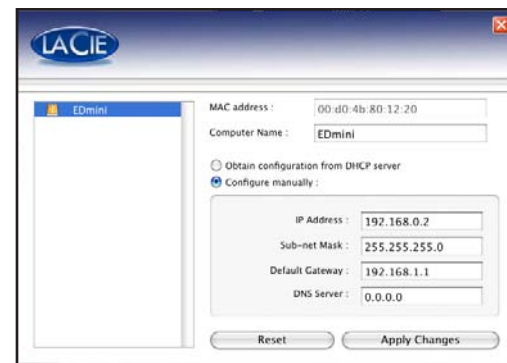 LACIE
EDmini
MAC address : 00:d0:4b:80:12:20
Computer Name : EDmini
Obtain configuration from DHCP server
Configure manually :
IP Address : 192.168.0.2
Sub-net Mask : 255.255.255.0
Default Gateway : 192.168.1.1
DNS Server : 0.0.0.0
Reset Apply Changes